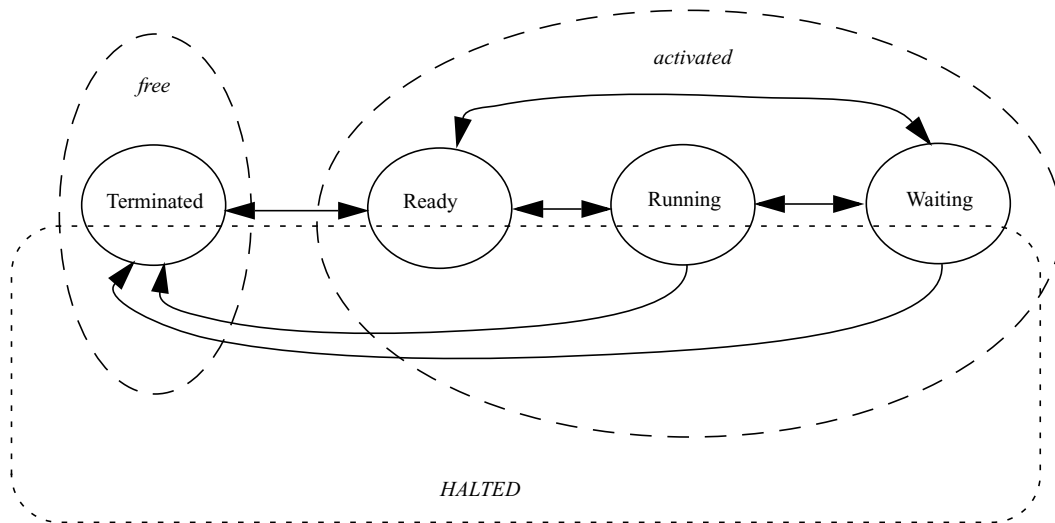 activated
free
Terminated
Ready
Running
Waiting
HALTED